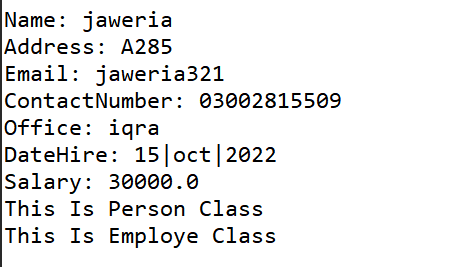 Name: jaweria
Address: A285
Email: jaweria321
ContactNumber: 03002815509
Office: iqra
DateHire: 15|oct|2022
Salary: 30000.0
This Is Person Class
This Is Employe Class